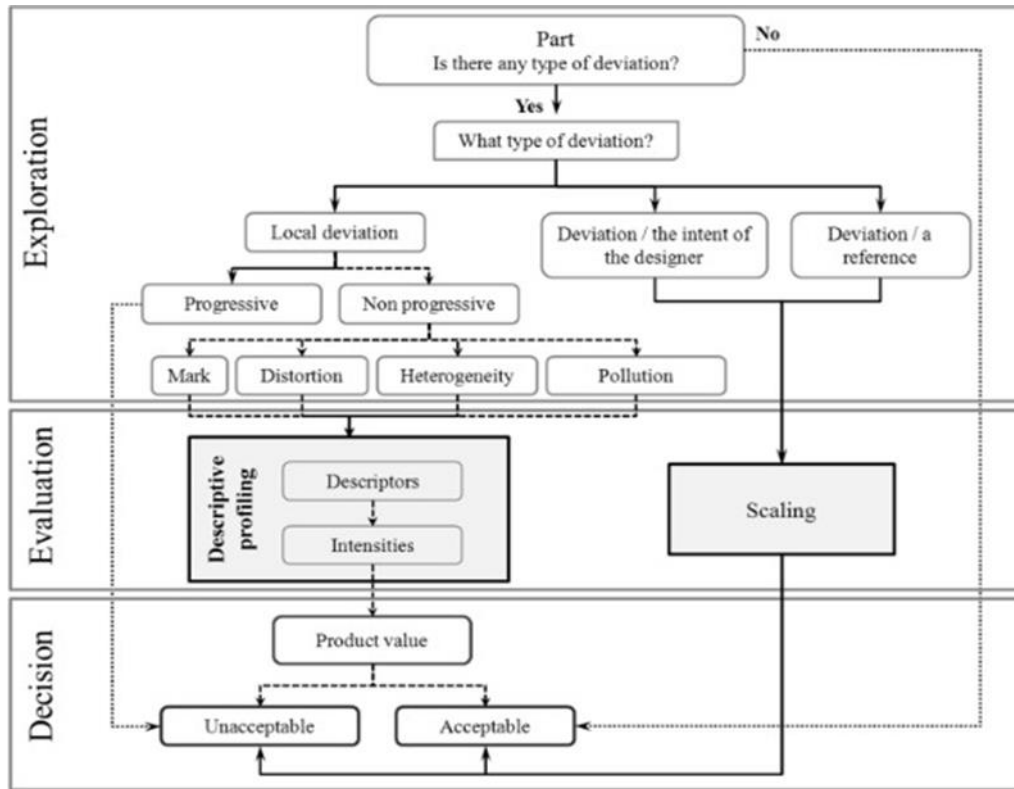 Exploration
Part
Is there any type of deviation?
No
Yes
What type of deviation?
Local deviation
Deviation / the intent of
the designer
Deviation / a
reference
Progressive
Non progressive
Mark
Distortion
Heterogeneity
Pollution
Evaluation
Descriptive
profiling
Descriptors
Intensities
Scaling
Decision
Product value
Unacceptable
Acceptable